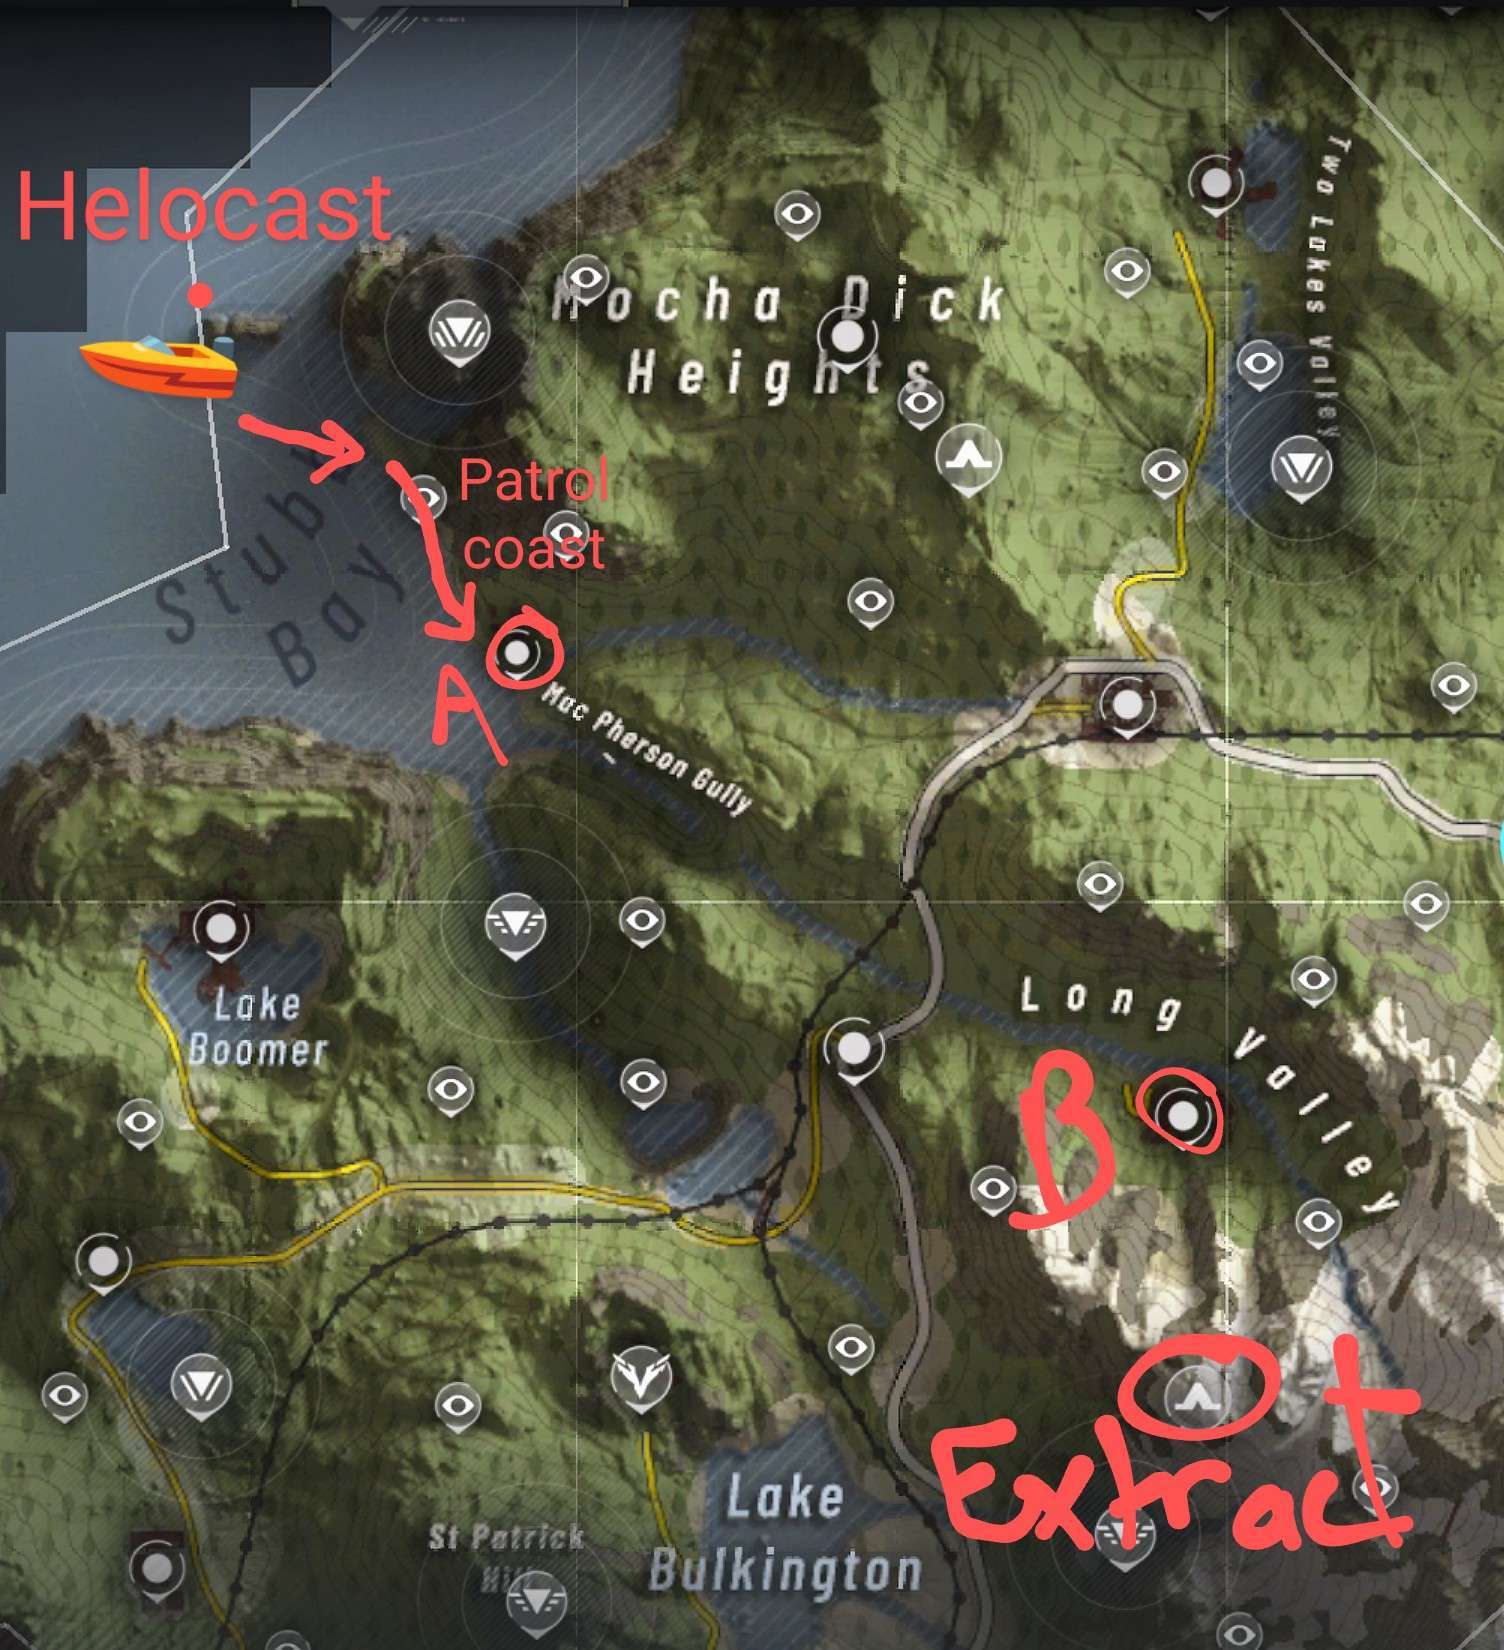 Helocast
Mocha Dick
Heights
Two Lakes Valley
Patrol
coast
Bay
A
Mac Pherson Gully
Long Valley
Lake
Boomer
B
Extract
Lake
Bulkington
St Patrick